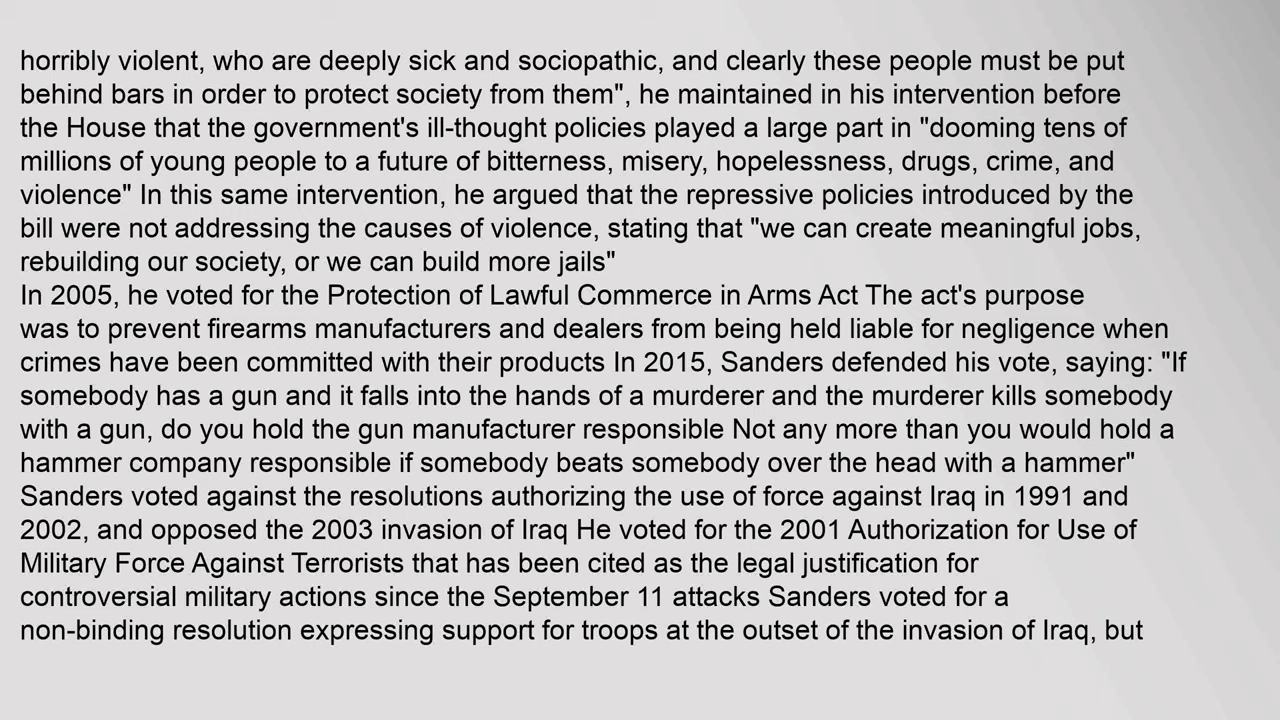 horribly violent, who are deeply sick and sociopathic, and clearly these people must be put
behind bars in order to protect society from them", he maintained in his intervention before
the House that the government's ill-thought policies played a large part in "dooming tens of
millions of young people to a future of bitterness, misery, hopelessness, drugs, crime, and
violence" In this same intervention, he argued that the repressive policies introduced by the
bill were not addressing the causes of violence, stating that "we can create meaningful jobs,
rebuilding our society, or we can build more jails"
In 2005, he voted for the Protection of Lawful Commerce in Arms Act The act's purpose
was to prevent firearms manufacturers and dealers from being held liable for negligence when
crimes have been committed with their products In 2015, Sanders defended his vote, saying: "If
somebody has a gun and it falls into the hands of a murderer and the murderer kills somebody
with a gun, do you hold the gun manufacturer responsible Not any more than you would hold a
hammer company responsible if somebody beats somebody over the head with a hammer"
Sanders voted against the resolutions authorizing the use of force against Iraq in 1991 and
2002, and opposed the 2003 invasion of Iraq He voted for the 2001 Authorization for Use of
Military Force Against Terrorists that has been cited as the legal justification for
controversial military actions since the September 11 attacks Sanders voted for a
non-binding resolution expressing support for troops at the outset of the invasion of Iraq, but